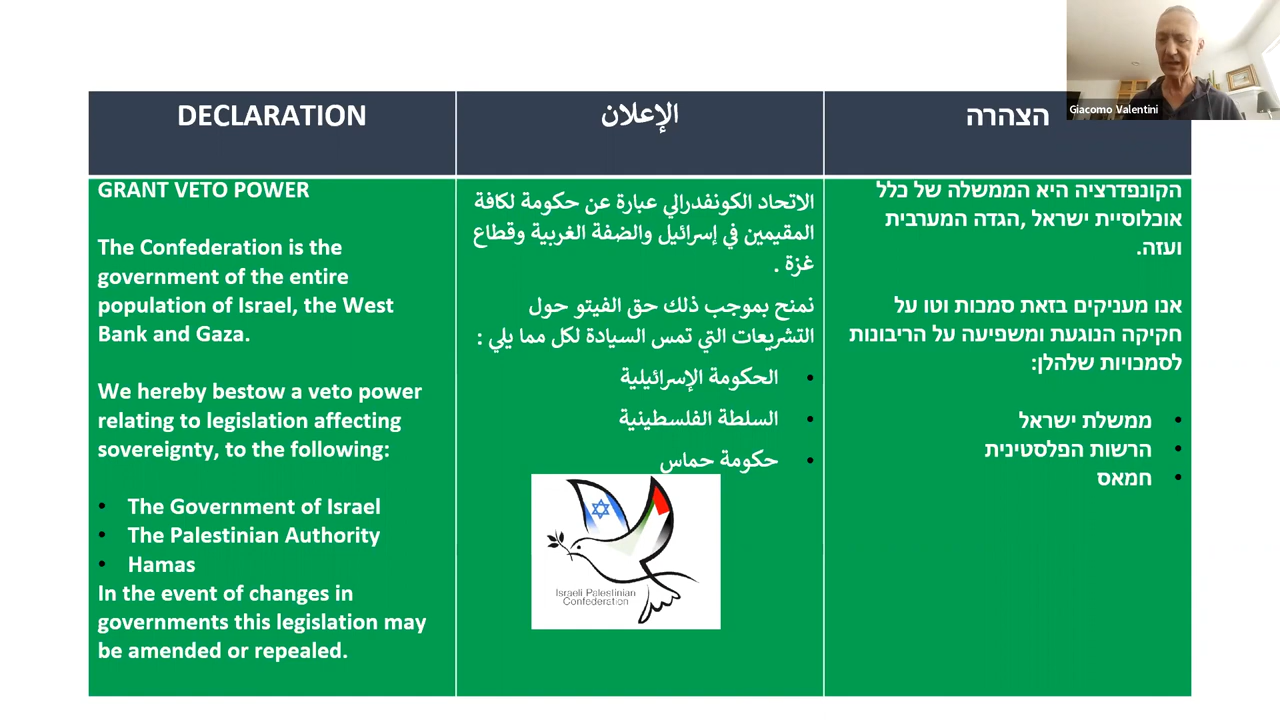 DECLARATION
GRANT VETO POWER
The Confederation is the
government of the entire
population of Israel, the West
Bank and Gaza.
We hereby bestow a veto power
relating to legislation affecting
sovereignty, to the following:
• The Government of Israel
• The Palestinian Authority
• Hamas
In the event of changes in
governments this legislation may
be amended or repealed.
الإعلان
الاتحاد الكونفدرالي عبارة عن حكومة لكافة
المقيمين في إسرائيل والضفة الغربية وقطاع
غزة .
نمنح بموجب ذلك حق الفيتو حول
التشريعات التي تمس السيادة لكل مما يلي :
• الحكومة الإسرائيلية
• السلطة الفلسطينية
• حكومة حماس
Israeli Palestinian
Confederation
הצהרה
הקונפדרציה היא הממשלה של כלל
אוכלוסיית ישראל ,הגדה המערבית
ועזה.
אנו מעניקים בזאת סמכות וטו על
חקיקה הנוגעת ומשפיעה על הריבונות
לסמכויות שלהלן:
• ממשלת ישראל
• הרשות הפלסטינית
• חמאס
Giacomo Valentini